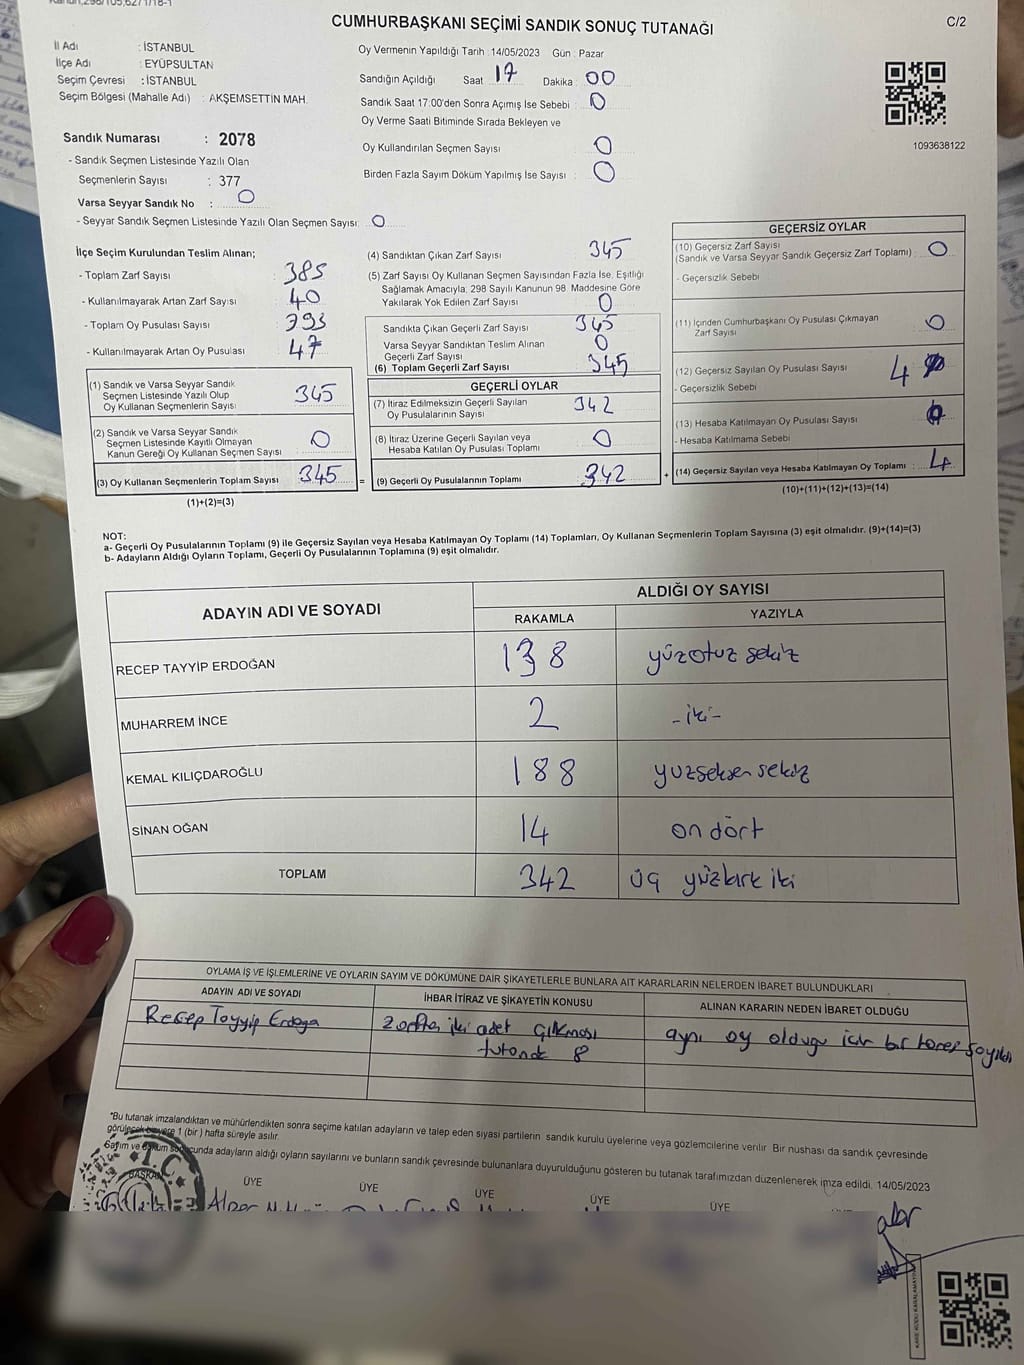 CUMHURBAŞKANI SEÇİMİ SANDIK SONUÇ TUTANAĞI
C/2
İl Adı : İSTANBUL
İlçe Adı : EYÜPSULTAN
Seçim Çevresi : İSTANBUL
Seçim Bölgesi (Mahalle Adı) : AKŞEMSETTİN MAH.
Sandık Numarası : 2078
- Sandık Seçmen Listesinde Yazılı Olan
Seçmenlerin Sayısı : 377
Varsa Seyyar Sandık No : 0
- Seyyar Sandık Seçmen Listesinde Yazılı Olan Seçmen Sayısı: 0
Oy Vermenin Yapıldığı Tarih : 14/05/2023 Gün : Pazar
Sandığın Açıldığı Saat : 17 Dakika : 00
Sandık Saat 17:00'den Sonra Açımış İse Sebebi : 0
Oy Verme Saati Bitiminde Sırada Bekleyen ve
Oy Kullandırılan Seçmen Sayısı : 0
Birden Fazla Sayım Döküm Yapılmış İse Sayısı : 0
1093638122
İlçe Seçim Kurulundan Teslim Alınan;
- Toplam Zarf Sayısı : 385
- Kullanılmayarak Artan Zarf Sayısı : 40
- Toplam Oy Pusulası Sayısı : 393
- Kullanılmayarak Artan Oy Pusulası : 47
(1) Sandık ve Varsa Seyyar Sandık
Seçmen Listesinde Yazılı Olup
Oy Kullanan Seçmenlerin Sayısı : 345
(2) Sandık ve Varsa Seyyar Sandık
Seçmen Listesinde Kayıtlı Olmayan
Kanun Gereği Oy Kullanan Seçmen Sayısı : 0
(3) Oy Kullanan Seçmenlerin Toplam Sayısı : 345
(1)+(2)=(3)
(4) Sandıktan Çıkan Zarf Sayısı : 345
(5) Zarf Sayısı Oy Kullanan Seçmen Sayısından Fazla İse, Eşitliği
Sağlamak Amacıyla, 298 Sayılı Kanunun 98. Maddesine Göre
Yakılarak Yok Edilen Zarf Sayısı : 0
Sandıkta Çıkan Geçerli Zarf Sayısı : 345
Varsa Seyyar Sandıktan Teslim Alınan
Geçerli Zarf Sayısı : 0
(6) Toplam Geçerli Zarf Sayısı : 345
GEÇERLİ OYLAR
(7) İtiraz Edilmeksizin Geçerli Sayılan
Oy Pusulalarının Sayısı : 342
(8) İtiraz Üzerine Geçerli Sayılan veya
Hesaba Katılan Oy Pusulası Toplamı : 0
= (9) Geçerli Oy Pusulalarının Toplamı : 342 +
GEÇERSİZ OYLAR
(10) Geçersiz Zarf Sayısı
(Sandık ve Varsa Seyyar Sandık Geçersiz Zarf Toplamı) : 0
- Geçersizlik Sebebi :
(11) İçinden Cumhurbaşkanı Oy Pusulası Çıkmayan
Zarf Sayısı : 0
(12) Geçersiz Sayılan Oy Pusulası Sayısı : 4
- Geçersizlik Sebebi :
(13) Hesaba Katılmayan Oy Pusulası Sayısı :
- Hesaba Katılmama Sebebi :
(14) Geçersiz Sayılan veya Hesaba Katılmayan Oy Toplamı : 4
(10)+(11)+(12)+(13)=(14)
NOT:
a- Geçerli Oy Pusulalarının Toplamı (9) ile Geçersiz Sayılan veya Hesaba Katılmayan Oy Toplamı (14) Toplamları, Oy Kullanan Seçmenlerin Toplam Sayısına (3) eşit olmalıdır. (9)+(14)=(3)
b- Adayların Aldığı Oyların Toplamı, Geçerli Oy Pusulalarının Toplamına (9) eşit olmalıdır.
ADAYIN ADI VE SOYADI
ALDIĞI OY SAYISI
RAKAMLA YAZIYLA
RECEP TAYYİP ERDOĞAN 138 yüzotuz sekiz
MUHARREM İNCE 2 -iki-
KEMAL KILIÇDAROĞLU 188 yüzseksen sekiz
SİNAN OĞAN 14 on dört
TOPLAM 342 üç yüzkırk iki
OYLAMA İŞ VE İŞLEMLERİNE VE OYLARIN SAYIM VE DÖKÜMÜNE DAİR ŞİKAYETLERLE BUNLARA AİT KARARLARIN NELERDEN İBARET BULUNDUKLARI
ADAYIN ADI VE SOYADI İHBAR İTİRAZ VE ŞİKAYETİN KONUSU ALINAN KARARIN NEDEN İBARET OLDUĞU
Recep Tayyip Erdoğa zarftan iki adet çıkması aynı oy olduğu için bir tanesi sayıldı
tutanak 8
*Bu tutanak imzalandıktan ve mühürlendikten sonra seçime katılan adayların ve talep eden siyasi partilerin sandık kurulu üyelerine veya gözlemcilerine verilir. Bir nushası da sandık çevresinde
görülecek bir yere 1 (bir) hafta süreyle asılır.
Sayım ve döküm sonucunda adayların aldığı oyların sayılarını ve bunların sandık çevresinde bulunanlara duyurulduğunu gösteren bu tutanak tarafımızdan düzenlenerek imza edildi. 14/05/2023
T.C.
BAŞKAN ÜYE ÜYE ÜYE ÜYE ÜYE
KARE KODU KARALAMAYINIZ